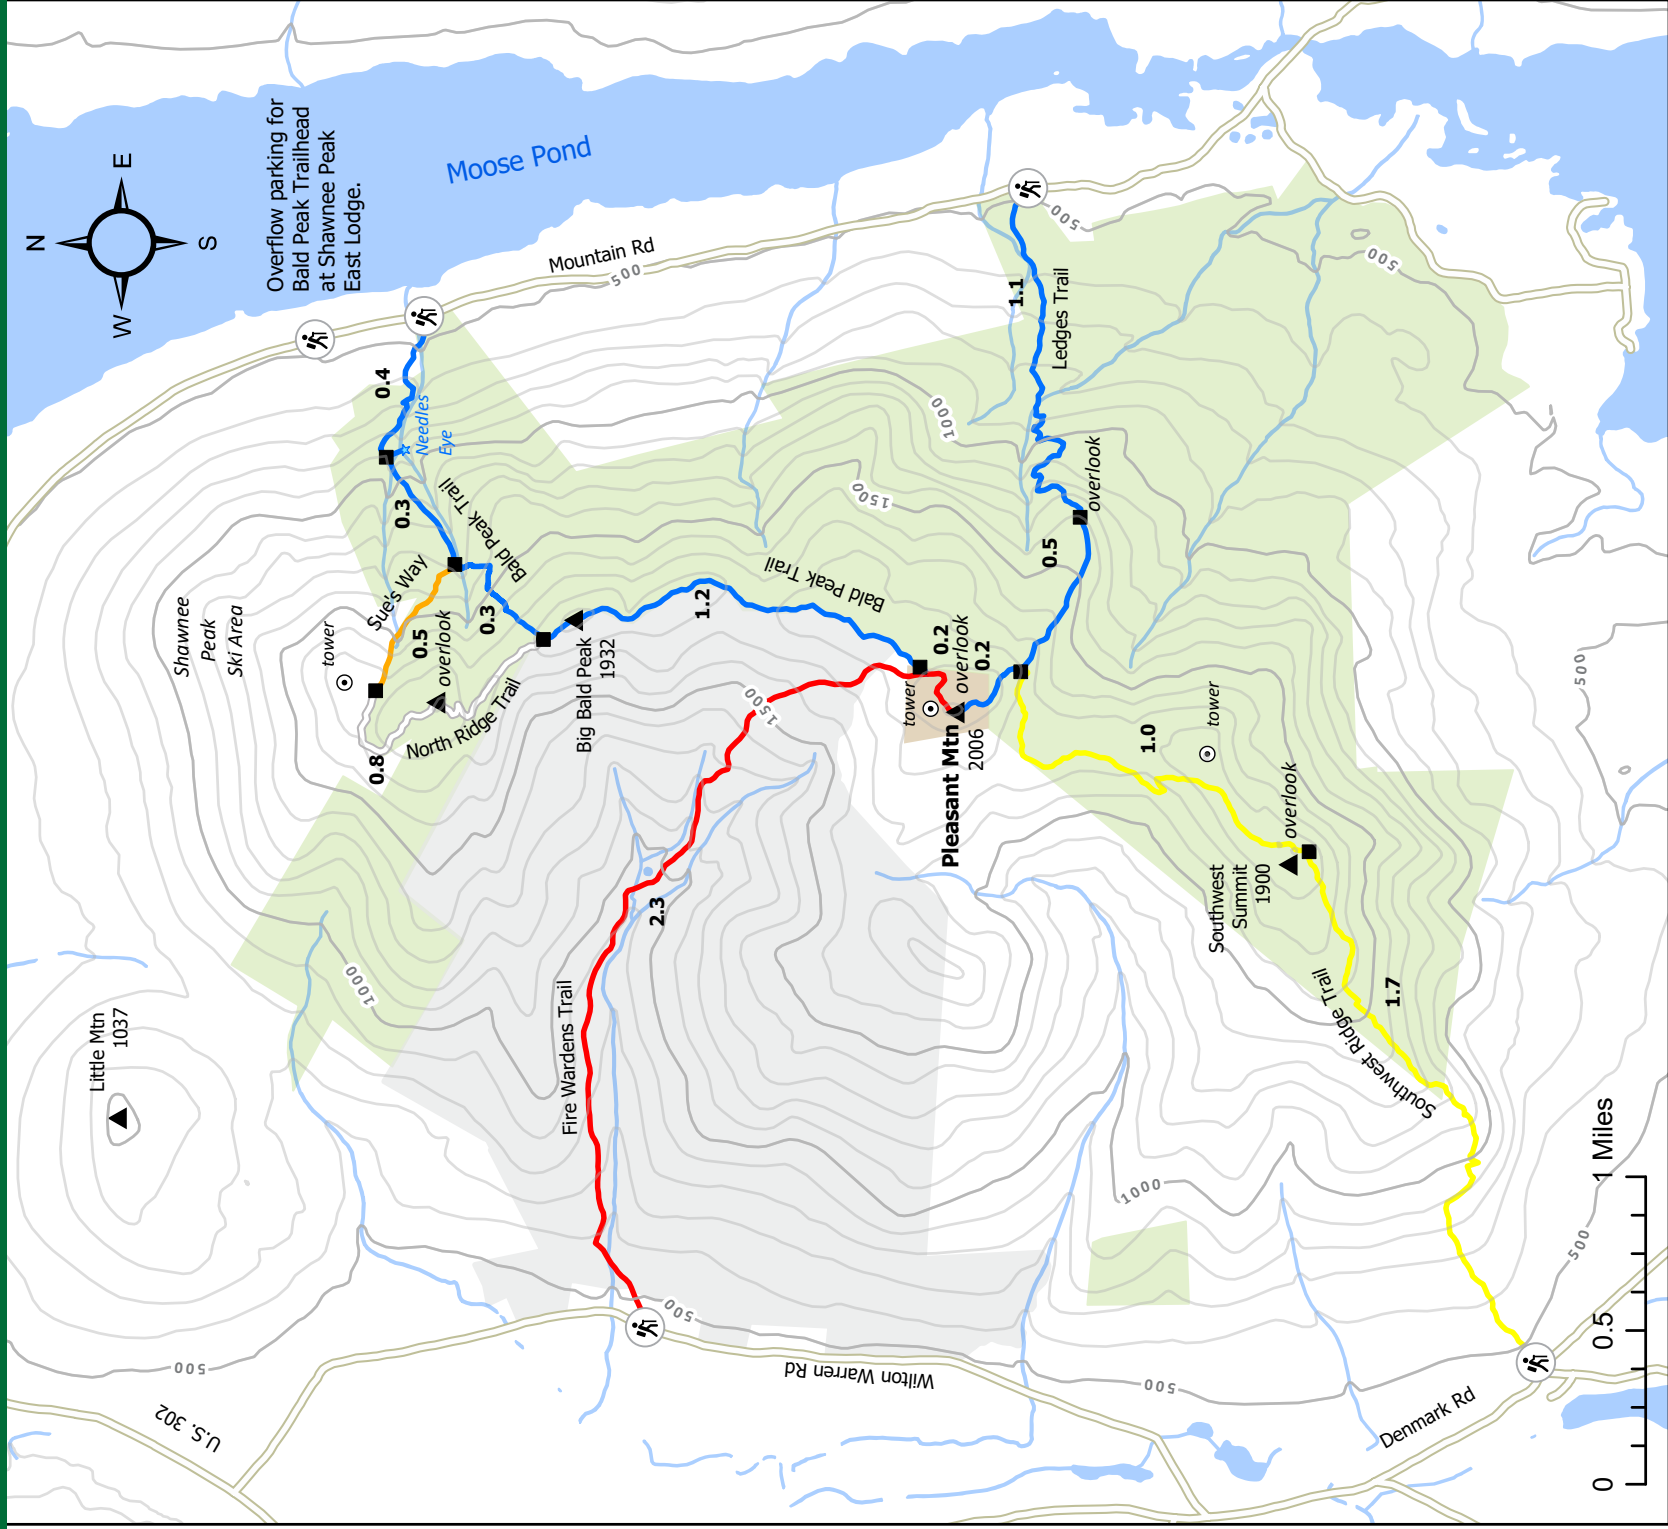 N
E
S
W
Overflow parking for
Bald Peak Trailhead
at Shawnee Peak
East Lodge.
Moose Pond
Mountain Rd
500
0.4
Needles
Eye
0.3
Bald Peak Trail
Sue's Way
0.5
overlook
0.3
Shawnee
Peak
Ski Area
tower
North Ridge Trail
0.8
Big Bald Peak
1932
1.2
Bald Peak Trail
1500
1000
1500
0.2
overlook
0.2
tower
Pleasant Mtn
2006
500
1.1
Ledges Trail
overlook
0.5
500
1.0
tower
overlook
Southwest
Summit
1900
Southwest Ridge Trail
1.7
500
Little Mtn
1037
1000
Fire Wardens Trail
2.3
500
Wilton Warren Rd
500
U.S. 302
1000
500
500
Denmark Rd
0
0.5
1 Miles